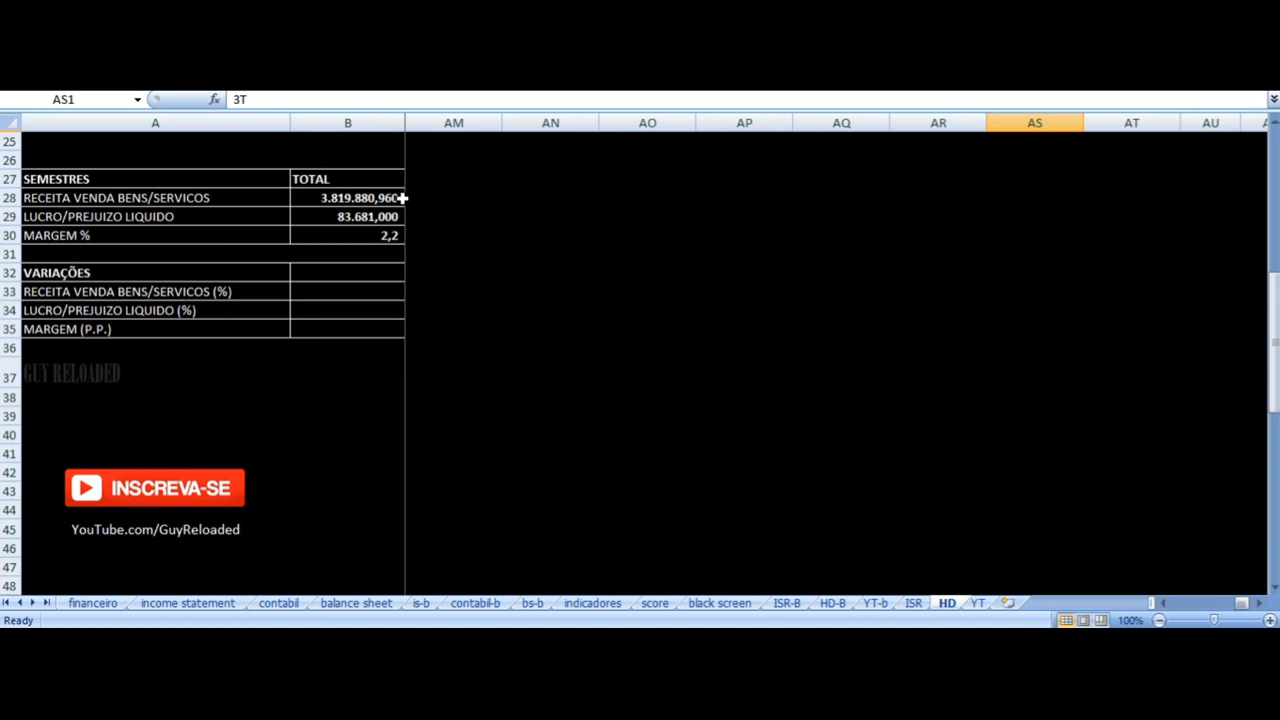 AS1 fx 3T
A B AM AN AO AP AQ AR AS AT AU
25
26
27 SEMESTRES TOTAL
28 RECEITA VENDA BENS/SERVICOS 3.819.880,960
29 LUCRO/PREJUIZO LIQUIDO 83.681,000
30 MARGEM % 2,2
31
32 VARIAÇÕES
33 RECEITA VENDA BENS/SERVICOS (%)
34 LUCRO/PREJUIZO LIQUIDO (%)
35 MARGEM (P.P.)
36
37 GUY RELOADED
38
39
40
41
42
43 INSCREVA-SE
44
45 YouTube.com/GuyReloaded
46
47
48
financeiro income statement contabil balance sheet is-b contabil-b bs-b indicadores score black screen ISR-B HD-B YT-b ISR HD YT
Ready 100%